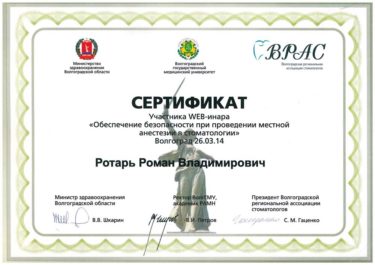 Министерство
здравоохранения
Волгоградской области
Волгоградский
государственный
медицинский университет
ВРАС
Волгоградская региональная
ассоциация стоматологов
СЕРТИФИКАТ
Участника WEB-инара
«Обеспечение безопасности при проведении местной
анестезии в стоматологии»
Волгоград 26.03.14
Ротарь Роман Владимирович
Министр здравоохранения
Волгоградской области
В.В. Шкарин
Ректор ВолгГМУ,
академик РАМН
В.И. Петров
Президент Волгоградской
региональной ассоциации
стоматологов
С. М. Гаценко